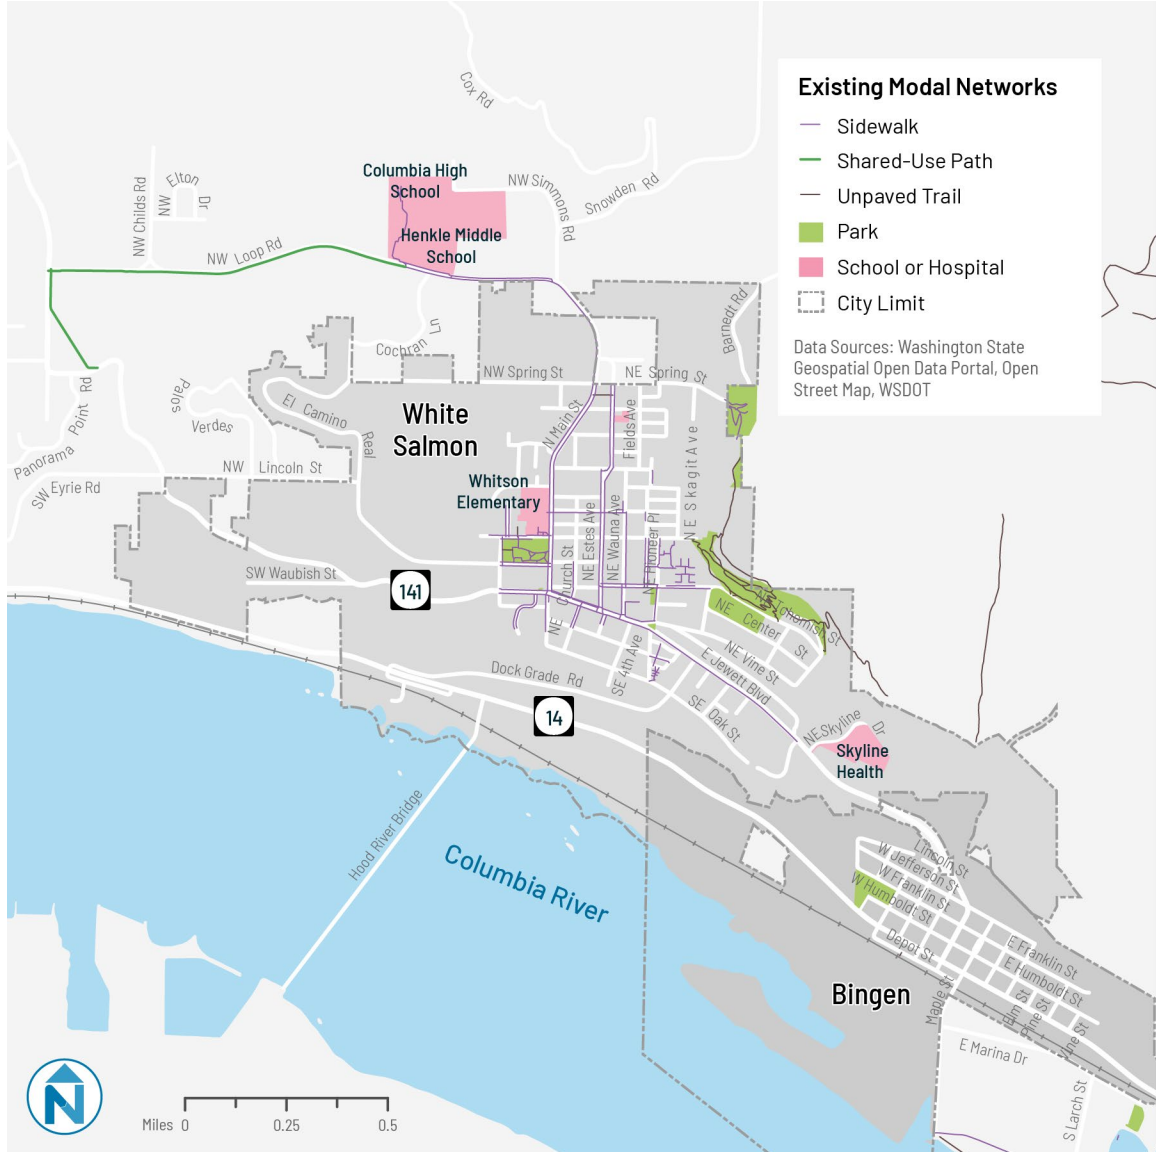 Existing Modal Networks
Sidewalk
Shared-Use Path
Unpaved Trail
Park
School or Hospital
City Limit
Data Sources: Washington State
Geospatial Open Data Portal, Open
Street Map, WSDOT
Cox Rd
Columbia High
School
NW Simmons Rd
Snowden Rd
NW Childs Rd
NW Elton Dr
NW Loop Rd
Henkle Middle
School
Cochran Ln
Barnedt Rd
NW Spring St
NE Spring St
El Camino Real
Palos
Verdes
Panorama Point Rd
White
Salmon
N Main St
Fields Ave
NE Skagit Ave
NW Lincoln St
SW Eyrie Rd
Whitson
Elementary
NE Church St
NE Estes Ave
NE Wauna Ave
NE Pioneer Pl
SW Waubish St
141
NE Tchomish St
NE Center St
NE Vine St
E Jewett Blvd
SE 4th Ave
Dock Grade Rd
14
SE Oak St
NE Skyline Dr
Skyline
Health
Hood River Bridge
Columbia River
Lincoln St
W Jefferson St
W Franklin St
W Humboldt St
Depot St
E Franklin St
E Humboldt St
Bingen
Maple St
Elm St
Pine St
Vine St
E Marina Dr
S Larch St
N
Miles 0 0.25 0.5